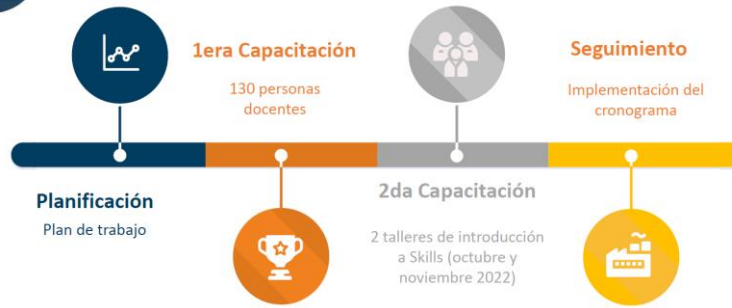 1era Capacitación
130 personas
docentes
Seguimiento
Implementación del
cronograma
Planificación
Plan de trabajo
2da Capacitación
2 talleres de introducción
a Skills (octubre y
noviembre 2022)